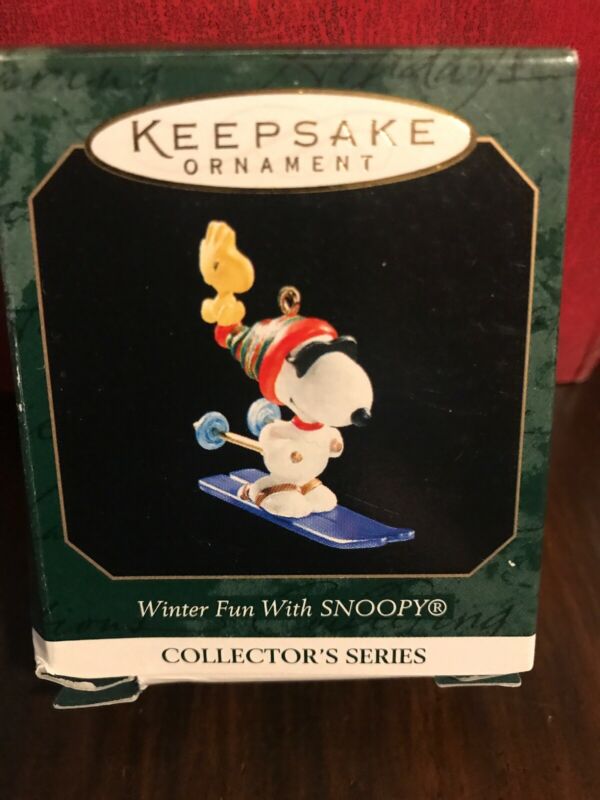 KEEPSAKE
ORNAMENT
Winter Fun With SNOOPY®
COLLECTOR'S SERIES